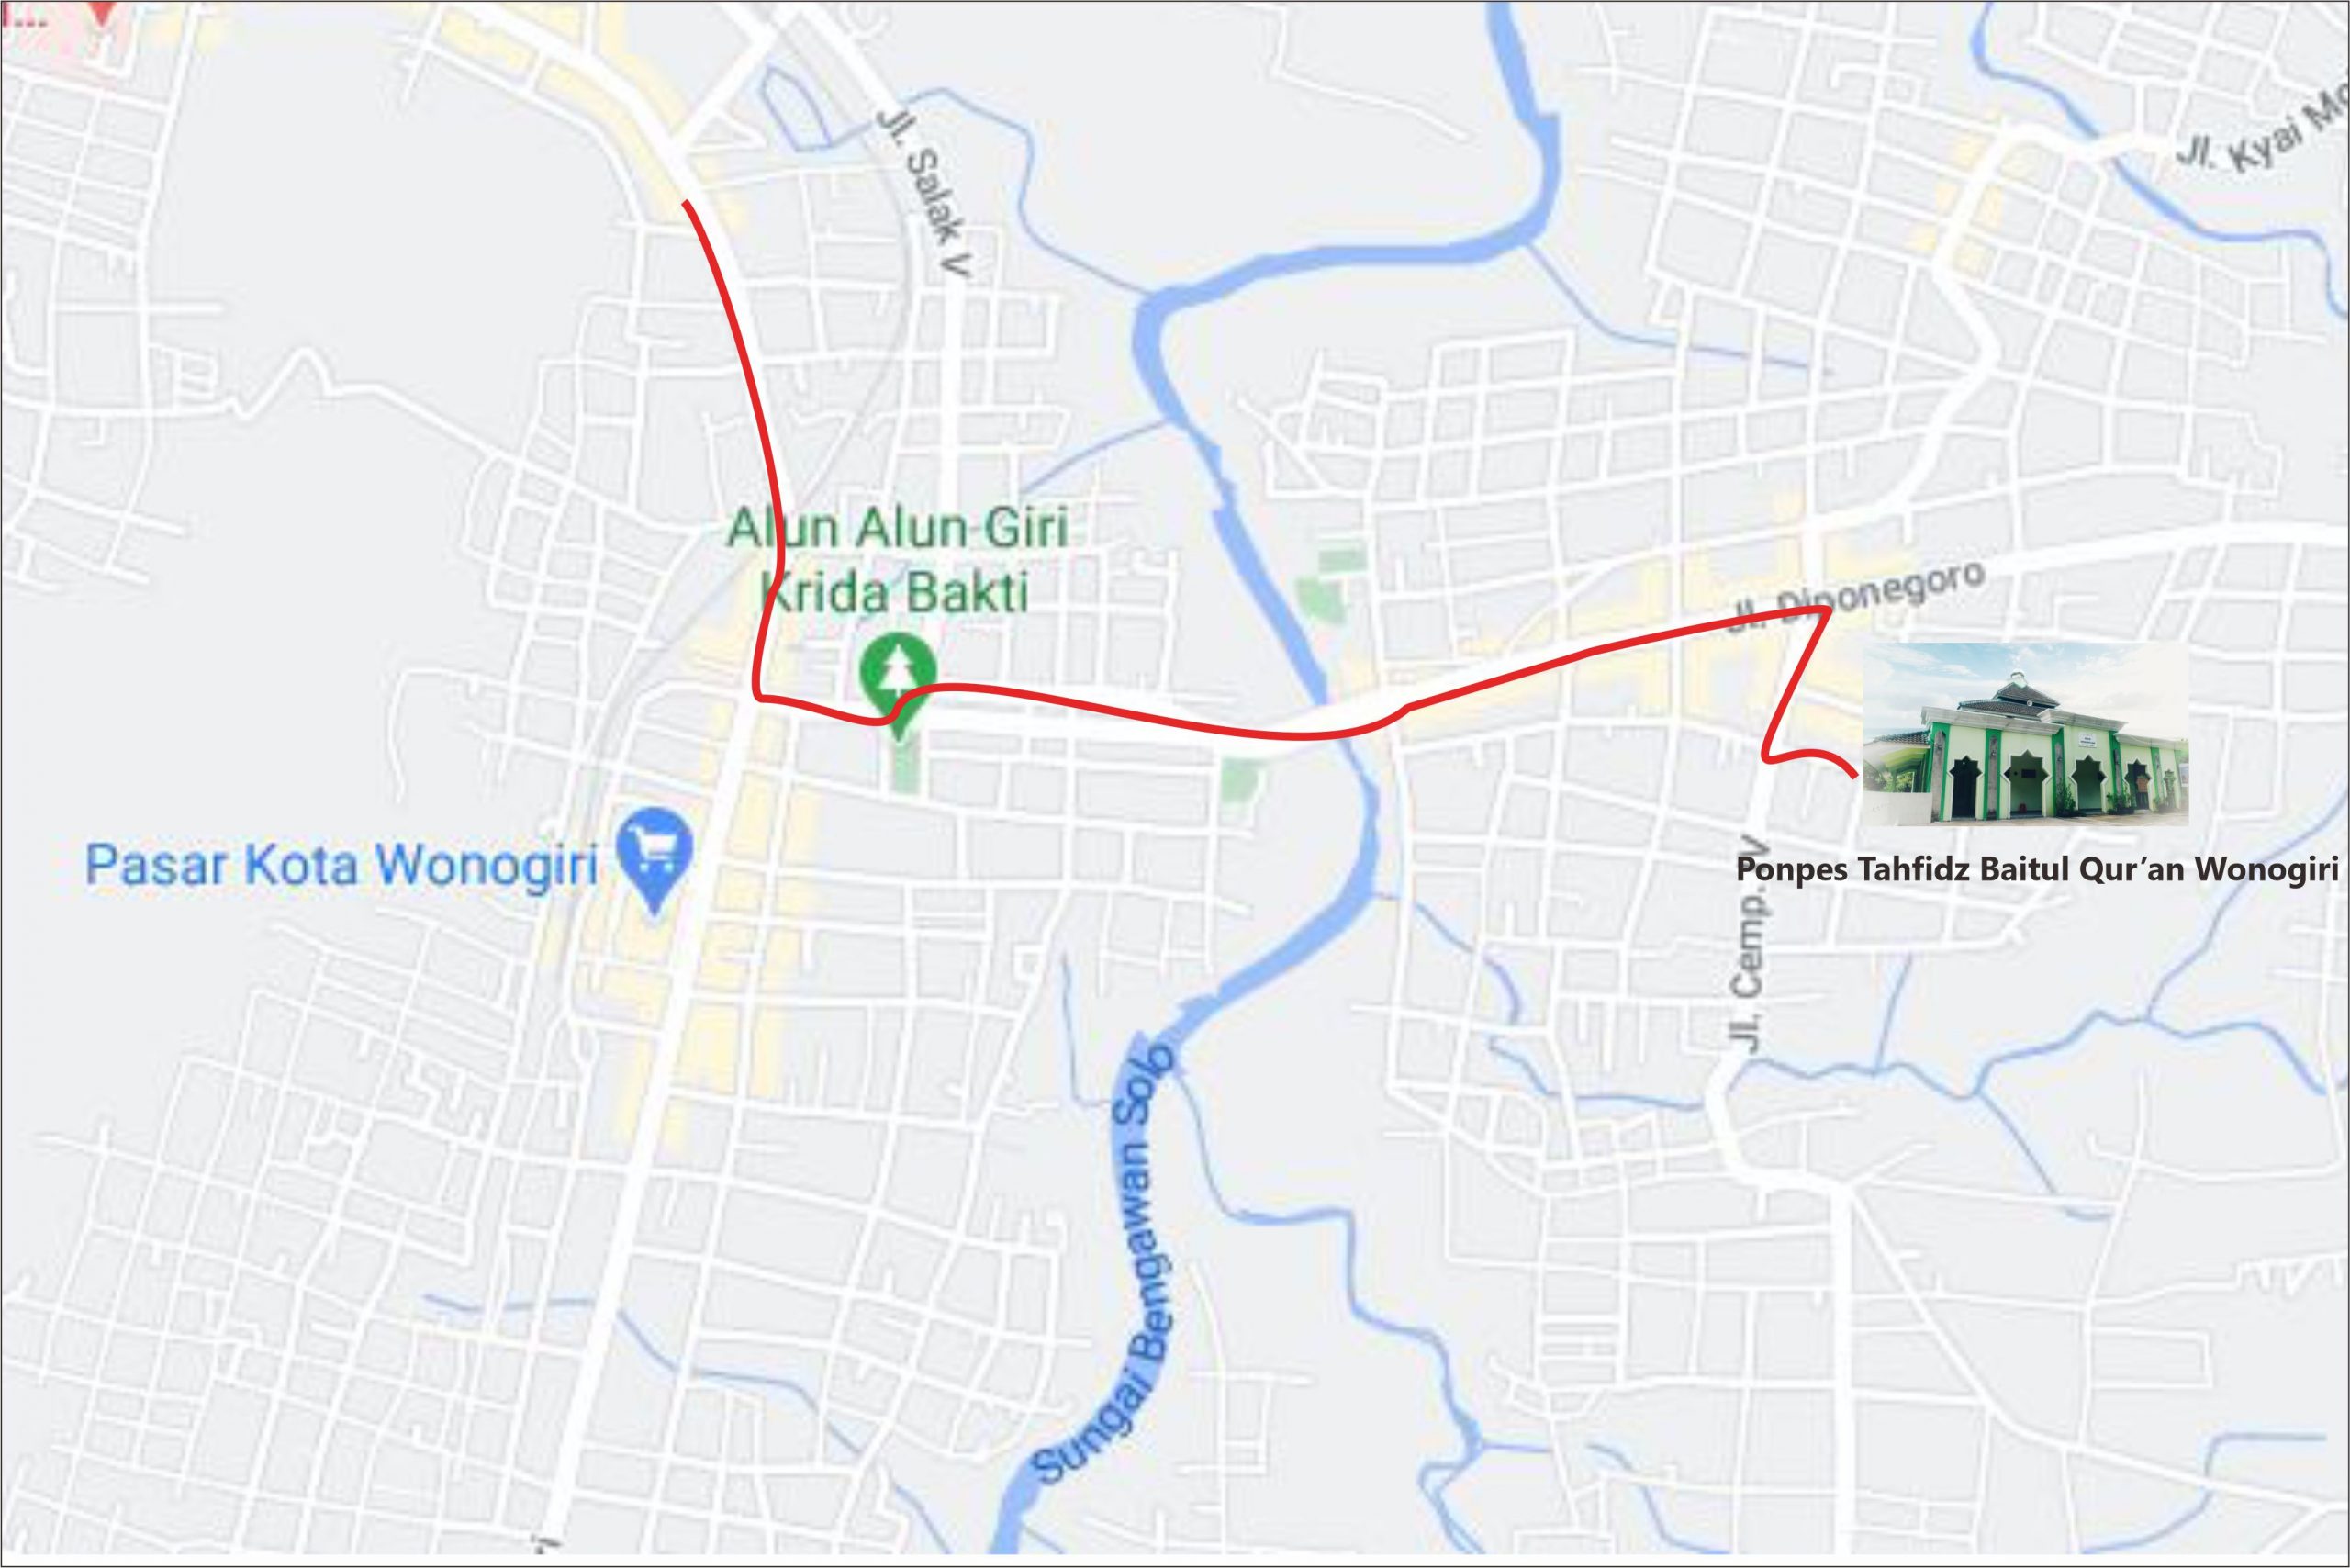 Jl. Salak V
Jl. Kyai Mo
Alun Alun Giri
Krida Bakti
Jl. Diponegoro
Pasar Kota Wonogiri
Ponpes Tahfidz Baitul Qur’an Wonogiri
Jl. Cemp. V
Sungai Bengawan Solo